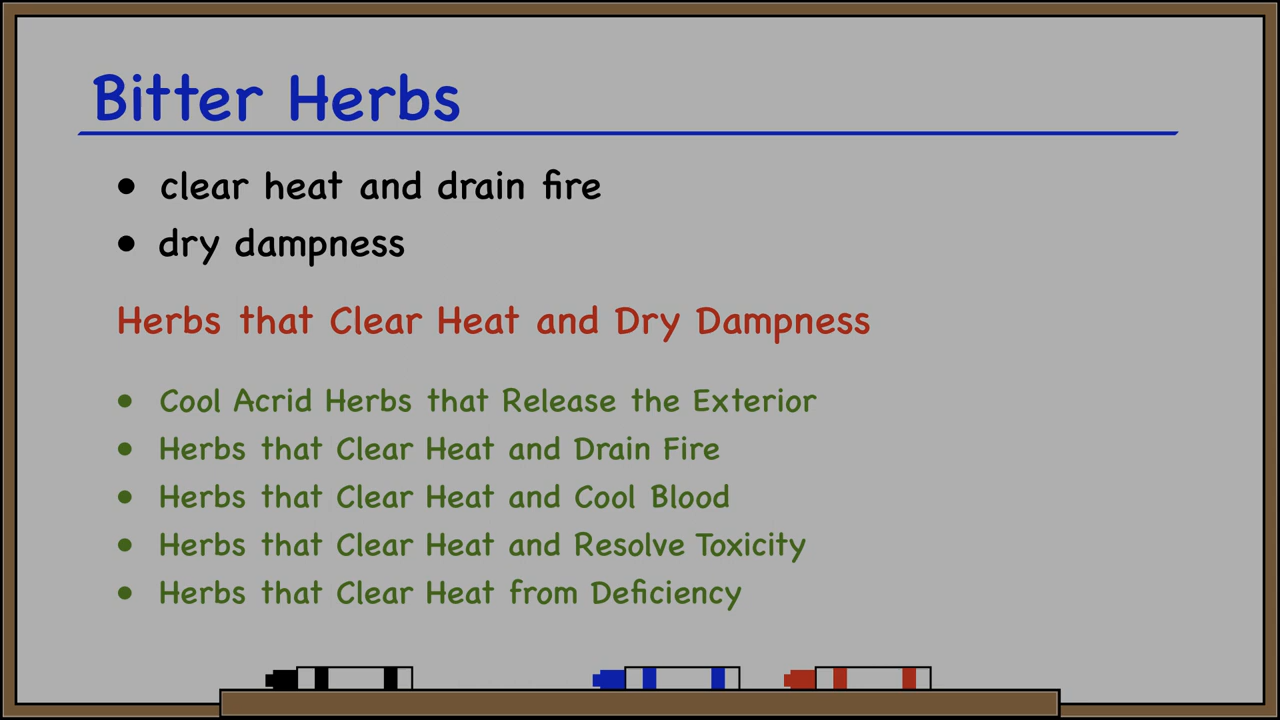 Bitter Herbs
• clear heat and drain fire
• dry dampness
Herbs that Clear Heat and Dry Dampness
• Cool Acrid Herbs that Release the Exterior
• Herbs that Clear Heat and Drain Fire
• Herbs that Clear Heat and Cool Blood
• Herbs that Clear Heat and Resolve Toxicity
• Herbs that Clear Heat from Deficiency